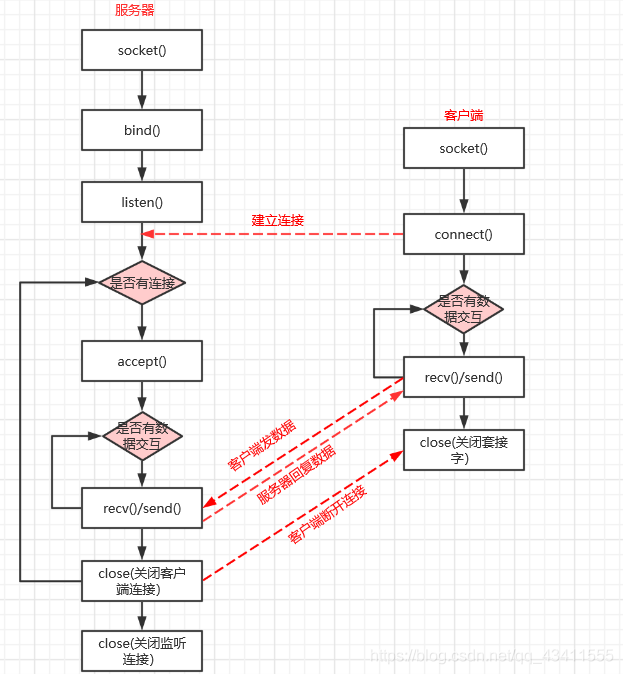 服务器
socket()
bind()
listen()
是否有连接
accept()
是否有数
据交互
recv()/send()
close(关闭客户
端连接)
close(关闭监听
连接)
客户端
socket()
connect()
是否有数
据交互
recv()/send()
close(关闭套接
字)
建立连接
客户端发数据
服务器回复数据
客户端断开连接
https://blog.csdn.net/qq_43411555